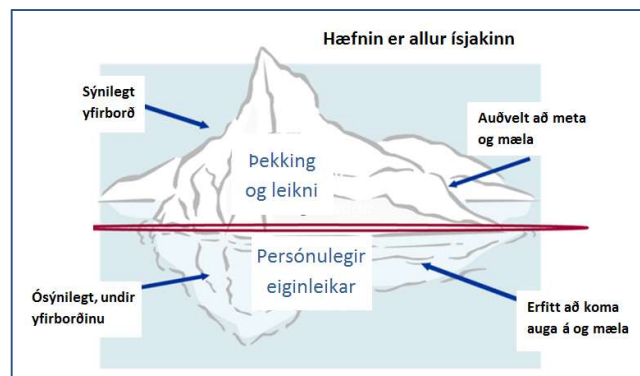 Hæfnin er allur ísjakinn
Sýnilegt
yfirborð
Auðvelt að meta
og mæla
Þekking
og leikni
Persónulegir
eiginleikar
Ósýnilegt, undir
yfirborðinu
Erfitt að koma
auga á og mæla